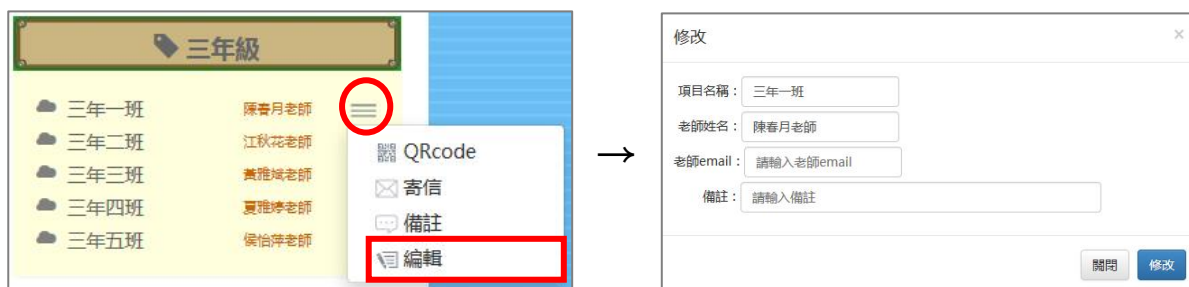 三年級
三年一班 陳春月老師
三年二班 江秋花老師
三年三班 黃雅斌老師
三年四班 夏雅婷老師
三年五班 侯怡萍老師
QRcode
寄信
備註
編輯
→
修改 ×
項目名稱: 三年一班
老師姓名: 陳春月老師
老師email: 請輸入老師email
備註: 請輸入備註
關閉 修改